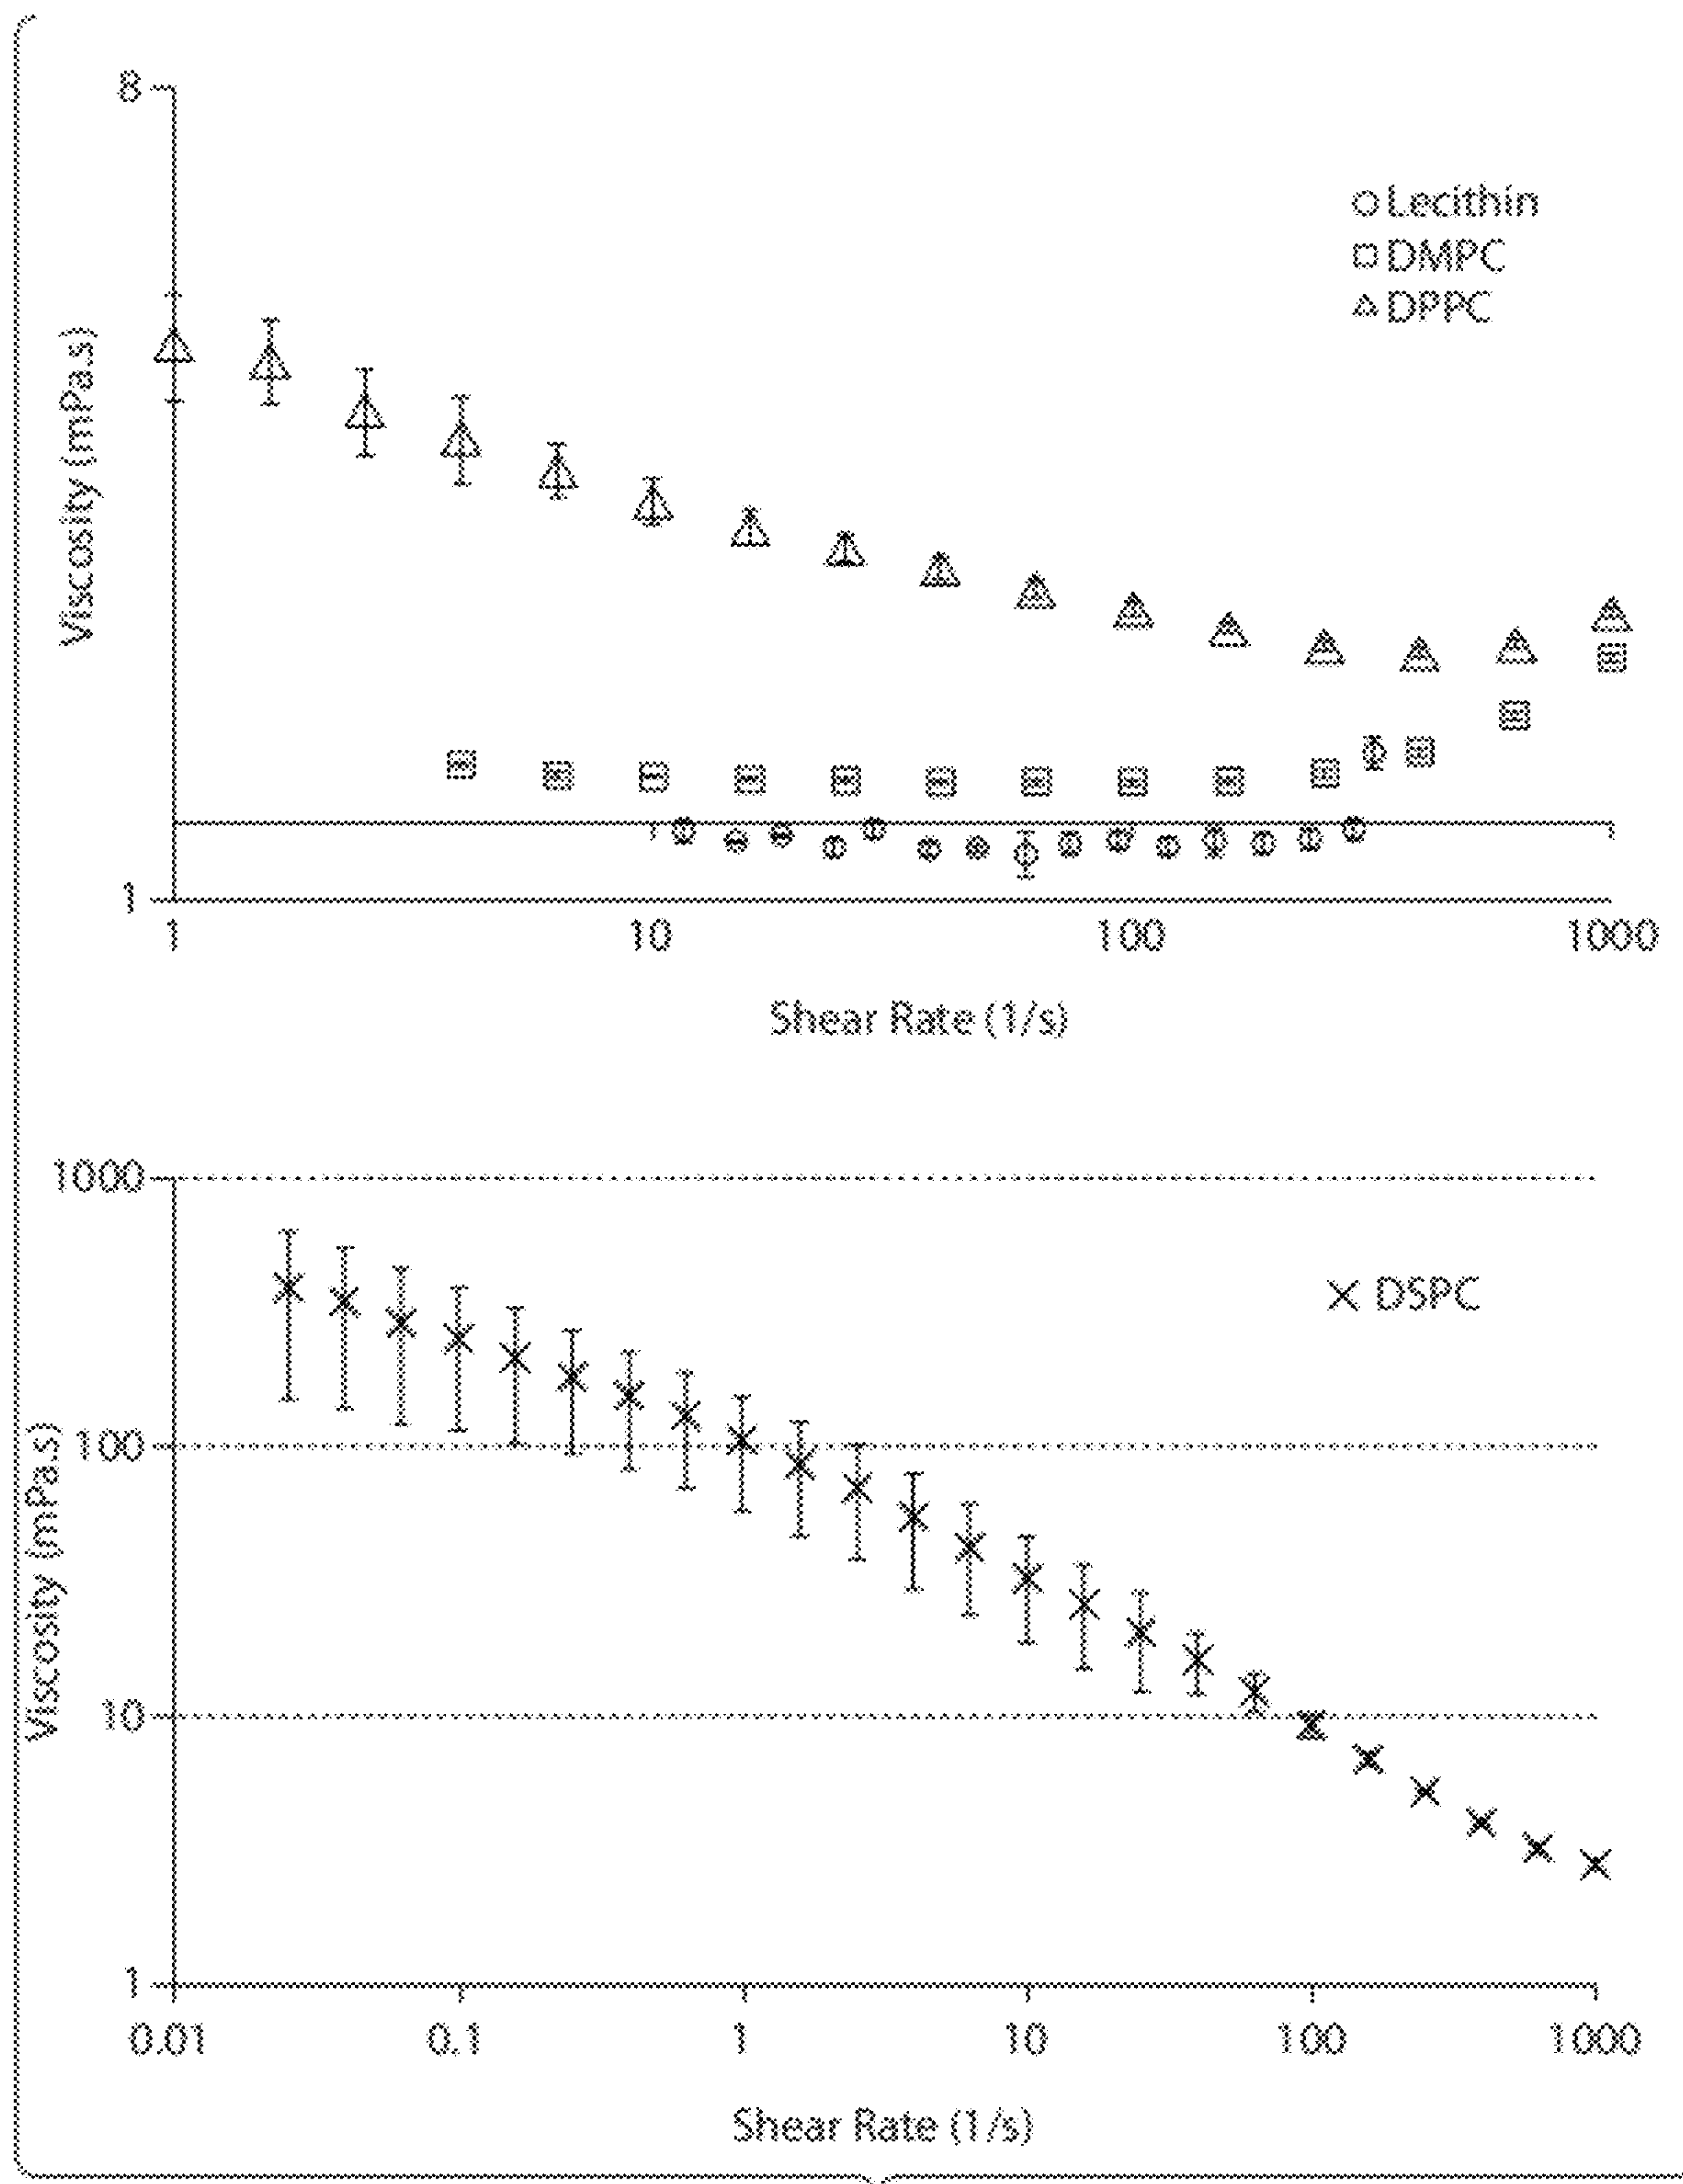 8
Lecithin
DMPC
DPPC
Viscosity (mPa.s)
1
1 10 100 1000
Shear Rate (1/s)
1000
DSPC
100
Viscosity (mPa.s)
10
1
0.01 0.1 1 10 100 1000
Shear Rate (1/s)